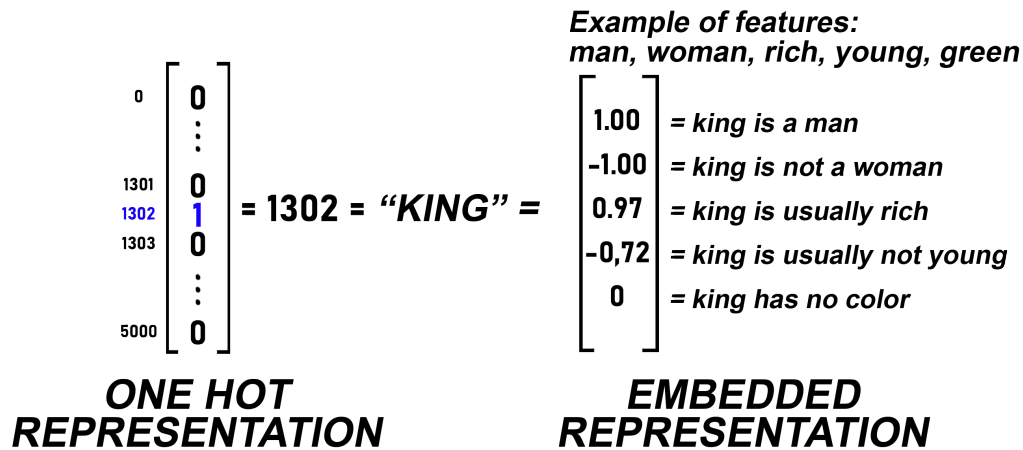 Example of features:
man, woman, rich, young, green
0 0
⋮
1301 0
1302 1
1303 0
⋮
5000 0
= 1302 = “KING” =
1.00 = king is a man
-1.00 = king is not a woman
0.97 = king is usually rich
-0,72 = king is usually not young
0 = king has no color
ONE HOT
REPRESENTATION
EMBEDDED
REPRESENTATION